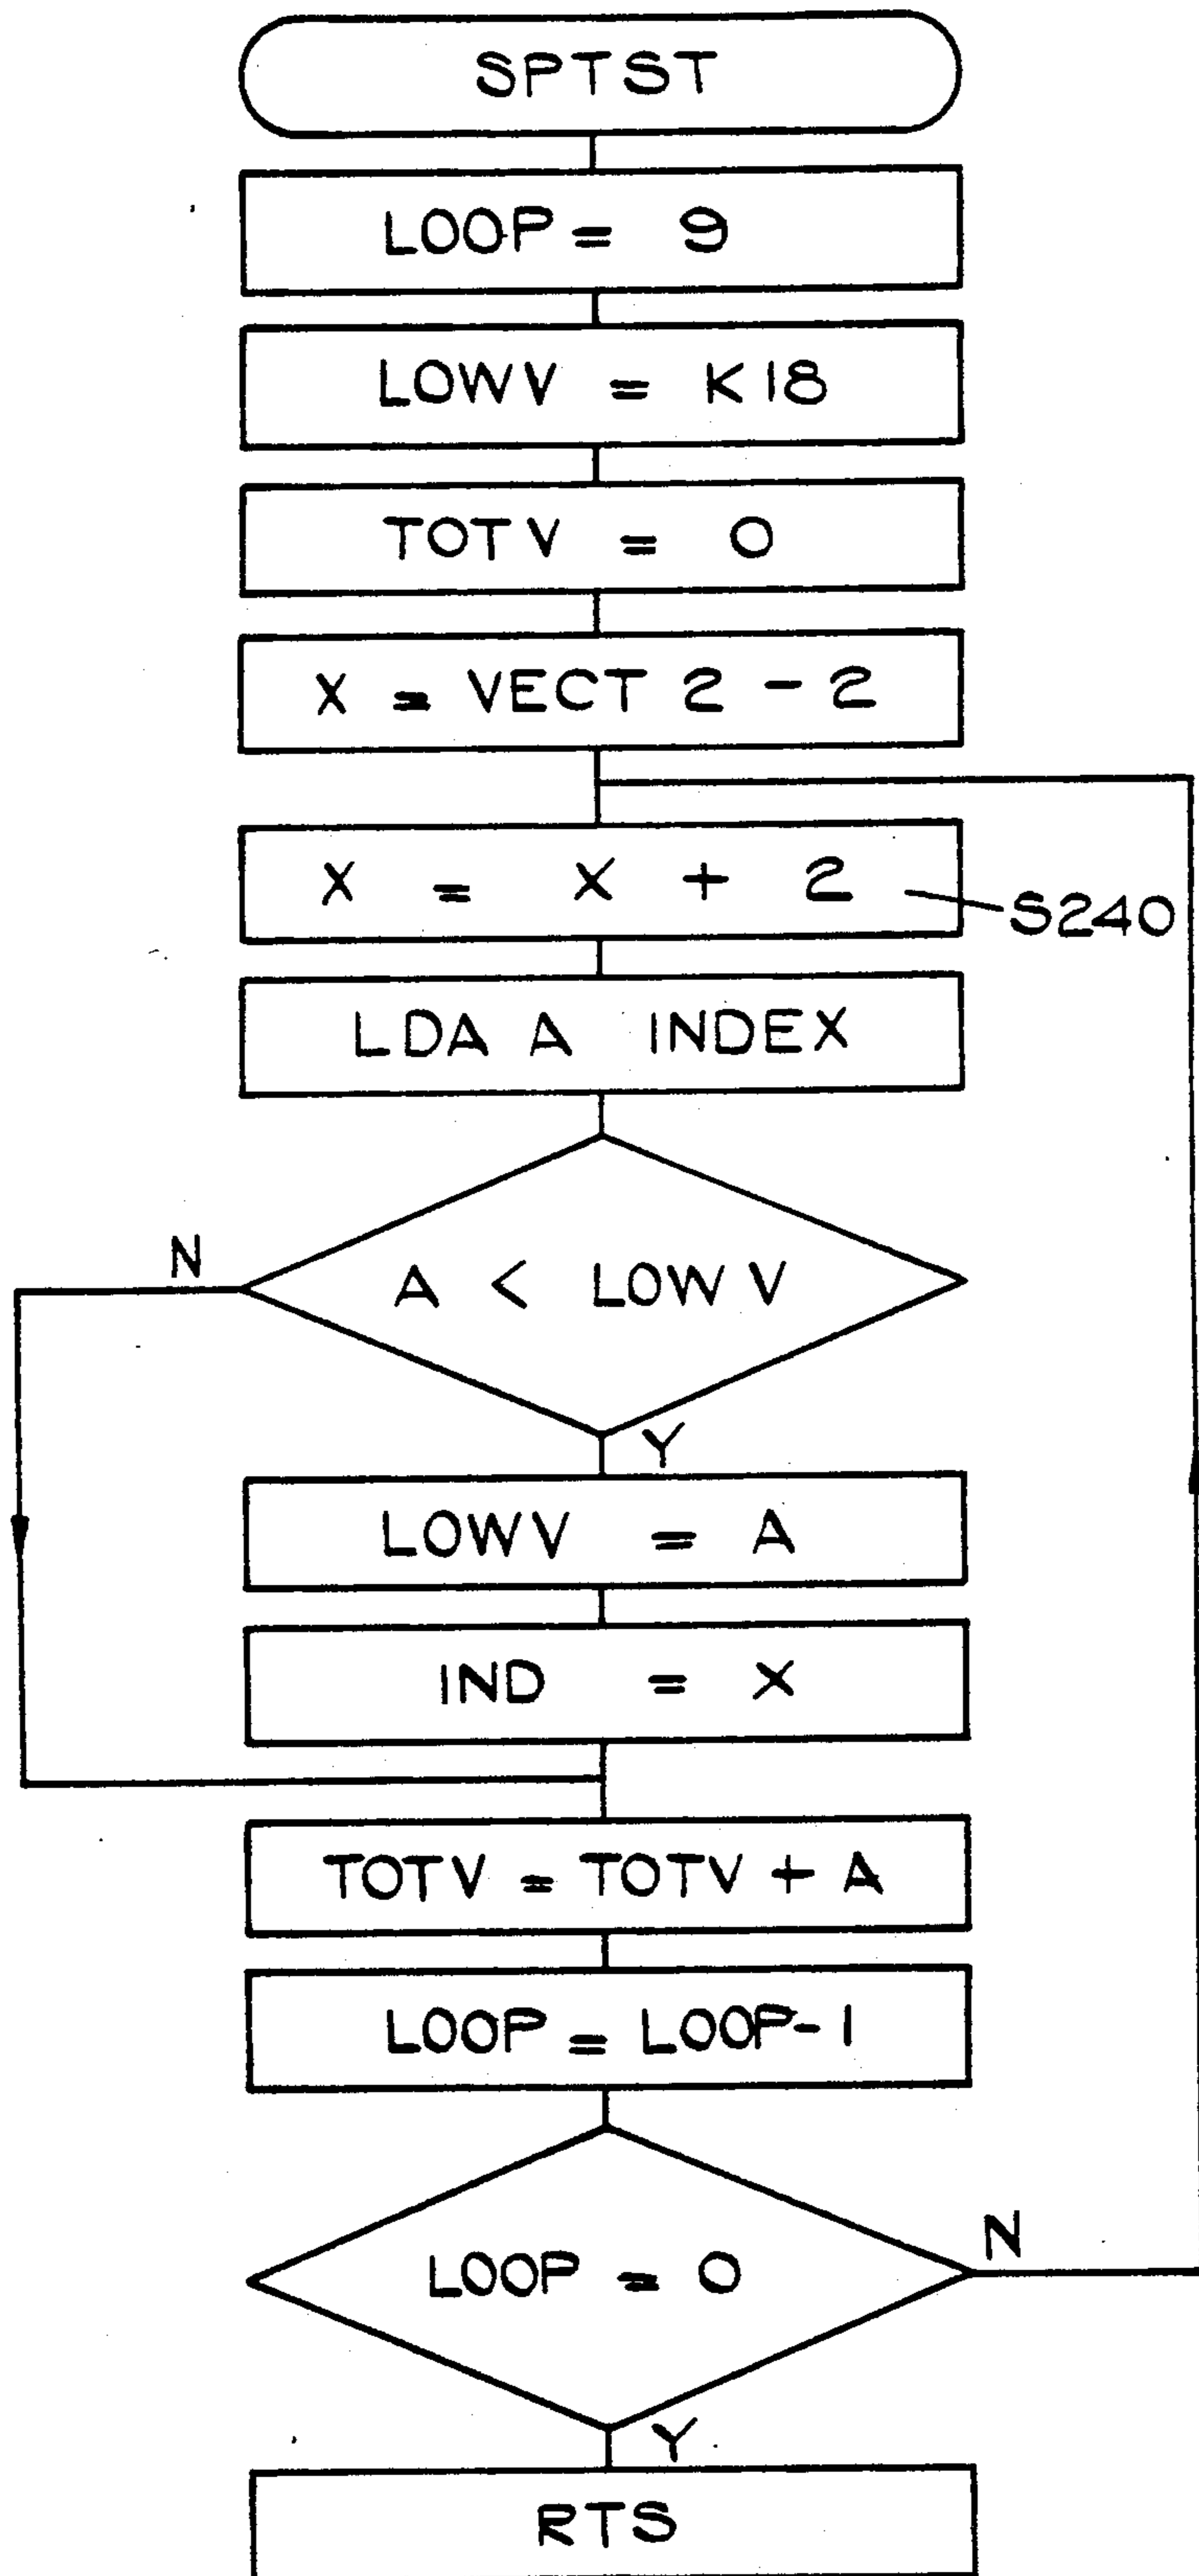 SPTST
LOOP = 9
LOWV = K18
TOTV = 0
X = VECT 2 - 2
X = X + 2
S240
LDA A INDEX
N
A < LOWV
Y
LOWV = A
IND = X
TOTV = TOTV + A
LOOP = LOOP-1
N
LOOP = 0
Y
RTS